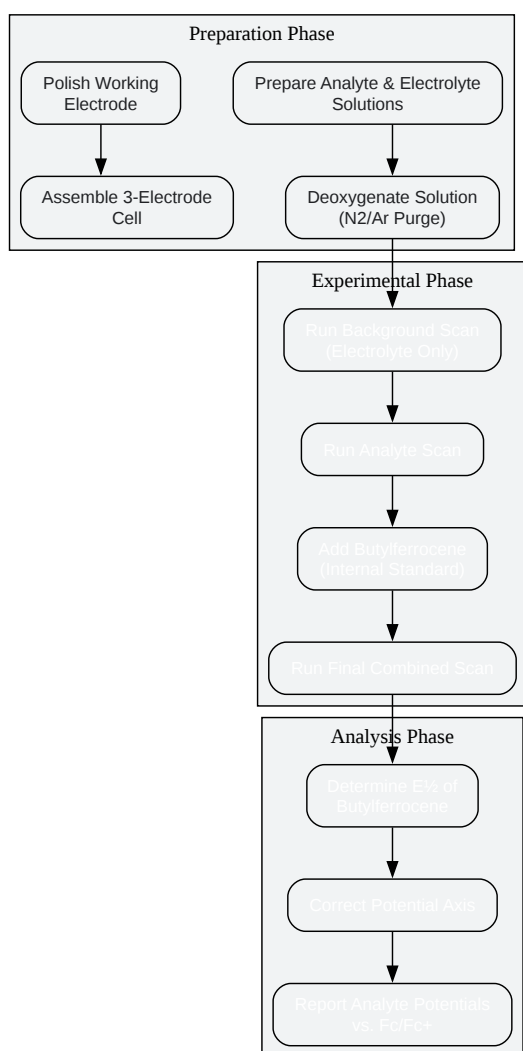 Preparation Phase
Polish Working
Electrode
Prepare Analyte & Electrolyte
Solutions
Assemble 3-Electrode
Cell
Deoxygenate Solution
(N2/Ar Purge)
Experimental Phase
Run Background Scan
(Electrolyte Only)
Run Analyte Scan
Add Butylferrocene
(Internal Standard)
Run Final Combined Scan
Analysis Phase
Determine E½ of
Butylferrocene
Correct Potential Axis
Report Analyte Potentials
vs. Fc/Fc+